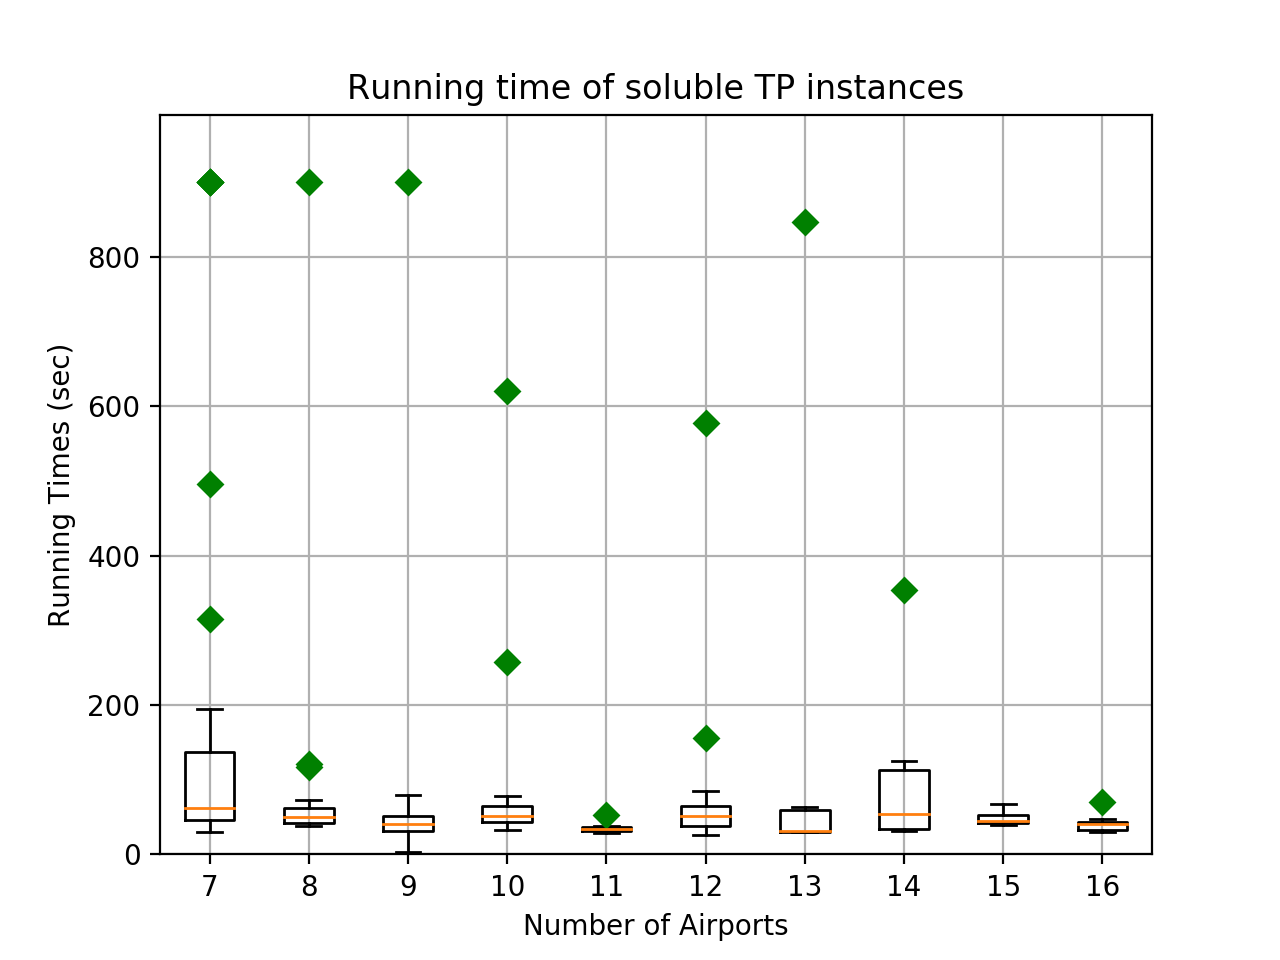 Running time of soluble TP instances
Running Times (sec)
800
600
400
200
0
7 8 9 10 11 12 13 14 15 16
Number of Airports